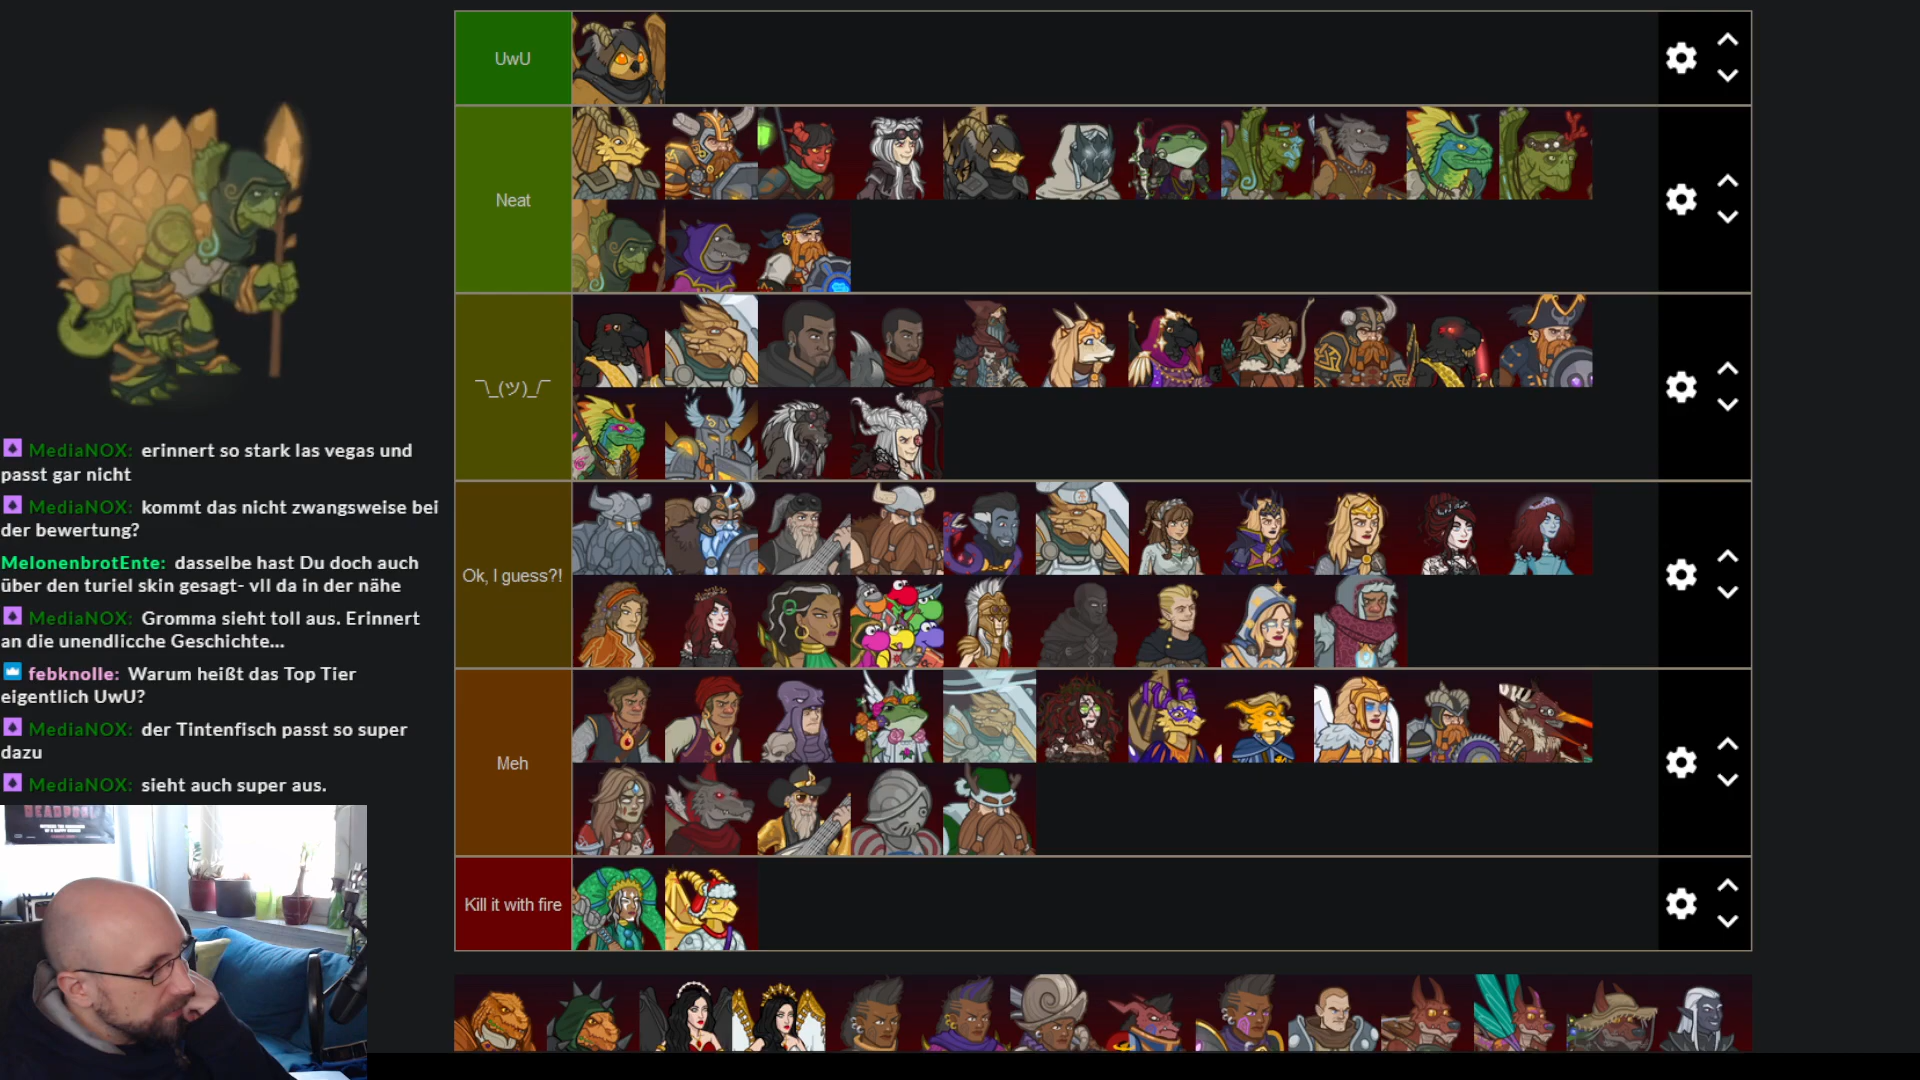 UwU
Neat
¯\_(ツ)_/¯
Ok, I guess?!
Meh
Kill it with fire
MediaNOX: erinnert so stark las vegas und
passt gar nicht
MediaNOX: kommt das nicht zwangsweise bei
der bewertung?
MelonenbrotEnte: dasselbe hast Du doch auch
über den turiel skin gesagt- vll da in der nähe
MediaNOX: Gromma sieht toll aus. Erinnert
an die unendlicche Geschichte...
febknolle: Warum heißt das Top Tier
eigentlich UwU?
MediaNOX: der Tintenfisch passt so super
dazu
MediaNOX: sieht auch super aus.
DEADPOOL